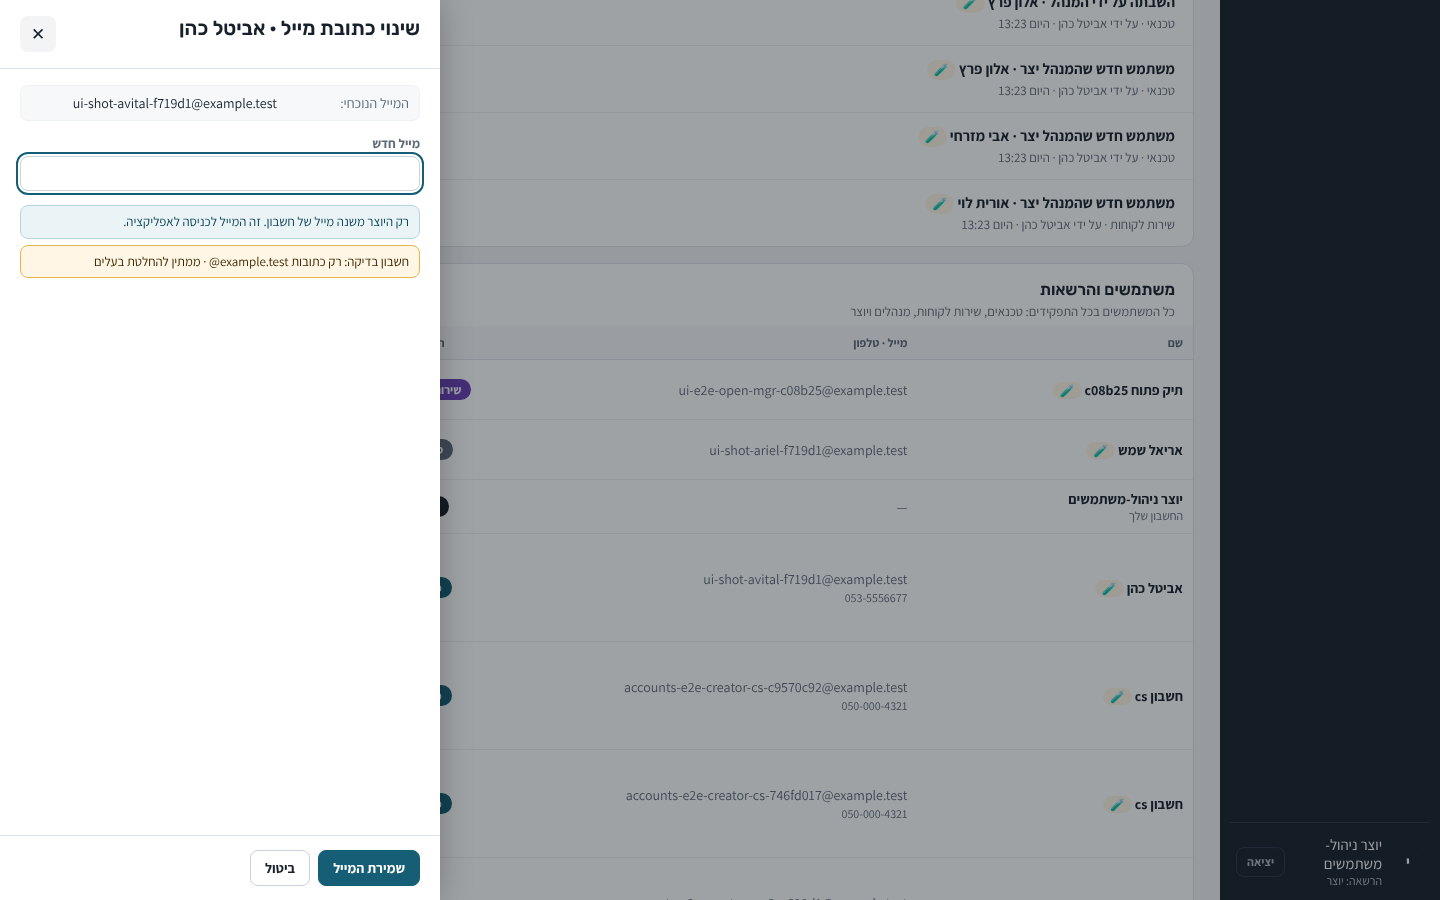 שינוי כתובת מייל • אביטל כהן
המייל הנוכחי: ui-shot-avital-f719d1@example.test
מייל חדש
רק היוצר משנה מייל של חשבון. זה המייל לכניסה לאפליקציה.
חשבון בדיקה: רק כתובות @example.test · ממתין להחלטת בעלים
שמירת המייל
ביטול
השבתה על ידי המנהל · אלון פרץ
טכנאי · על ידי אביטל כהן · היום 13:23
משתמש חדש שהמנהל יצר · אלון פרץ
טכנאי · על ידי אביטל כהן · היום 13:23
משתמש חדש שהמנהל יצר · אבי מזרחי
טכנאי · על ידי אביטל כהן · היום 13:23
משתמש חדש שהמנהל יצר · אורית לוי
שירות לקוחות · על ידי אביטל כהן · היום 13:23
משתמשים והרשאות
כל המשתמשים בכל התפקידים: טכנאים, שירות לקוחות, מנהלים ויוצר
שם
מייל · טלפון
תיק פתוח c08b25
ui-e2e-open-mgr-c08b25@example.test
אריאל שמש
ui-shot-ariel-f719d1@example.test
יוצר ניהול-משתמשים
החשבון שלך
—
אביטל כהן
ui-shot-avital-f719d1@example.test
053-5556677
חשבון cs
accounts-e2e-creator-cs-c9570c92@example.test
050-000-4321
חשבון cs
accounts-e2e-creator-cs-746fd017@example.test
050-000-4321
יוצר ניהול-
משתמשים
הרשאה: יוצר
יציאה